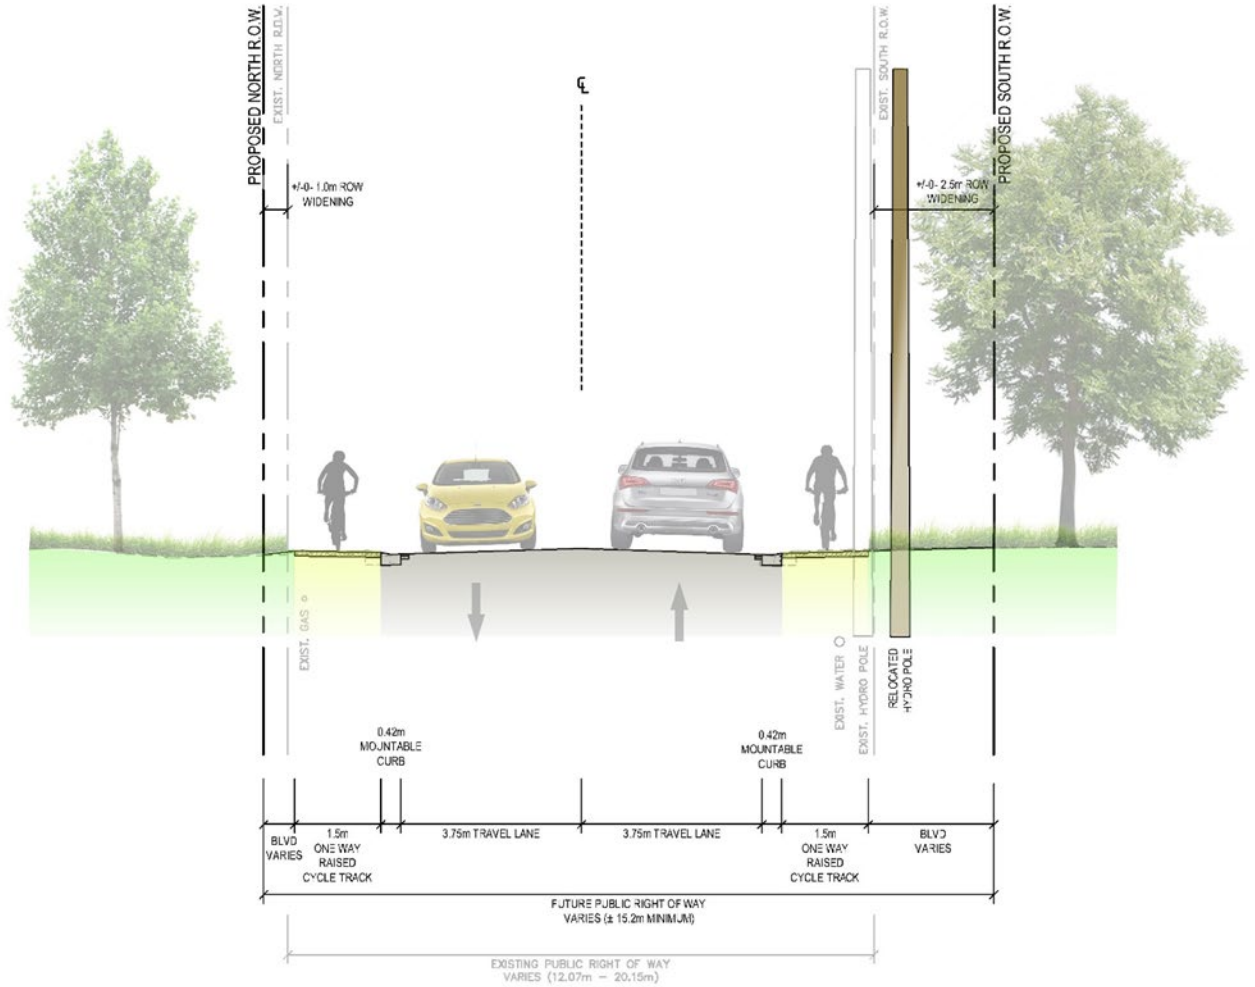 PROPOSED NORTH R.O.W.
EXIST. NORTH R.O.W.
EXIST. SOUTH R.O.W.
PROPOSED SOUTH R.O.W.
℄
+/-0- 1.0m ROW
WIDENING
+/-0- 2.5m ROW
WIDENING
EXIST. GAS
EXIST. WATER
EXIST. HYDRO POLE
RELOCATED
HYDRO POLE
0.42m
MOUNTABLE
CURB
0.42m
MOUNTABLE
CURB
BLVD
VARIES
1.5m
ONE WAY
RAISED
CYCLE TRACK
3.75m TRAVEL LANE
3.75m TRAVEL LANE
1.5m
ONE WAY
RAISED
CYCLE TRACK
BLVD
VARIES
FUTURE PUBLIC RIGHT OF WAY
VARIES (± 15.2m MINIMUM)
EXISTING PUBLIC RIGHT OF WAY
VARIES (12.07m - 20.15m)